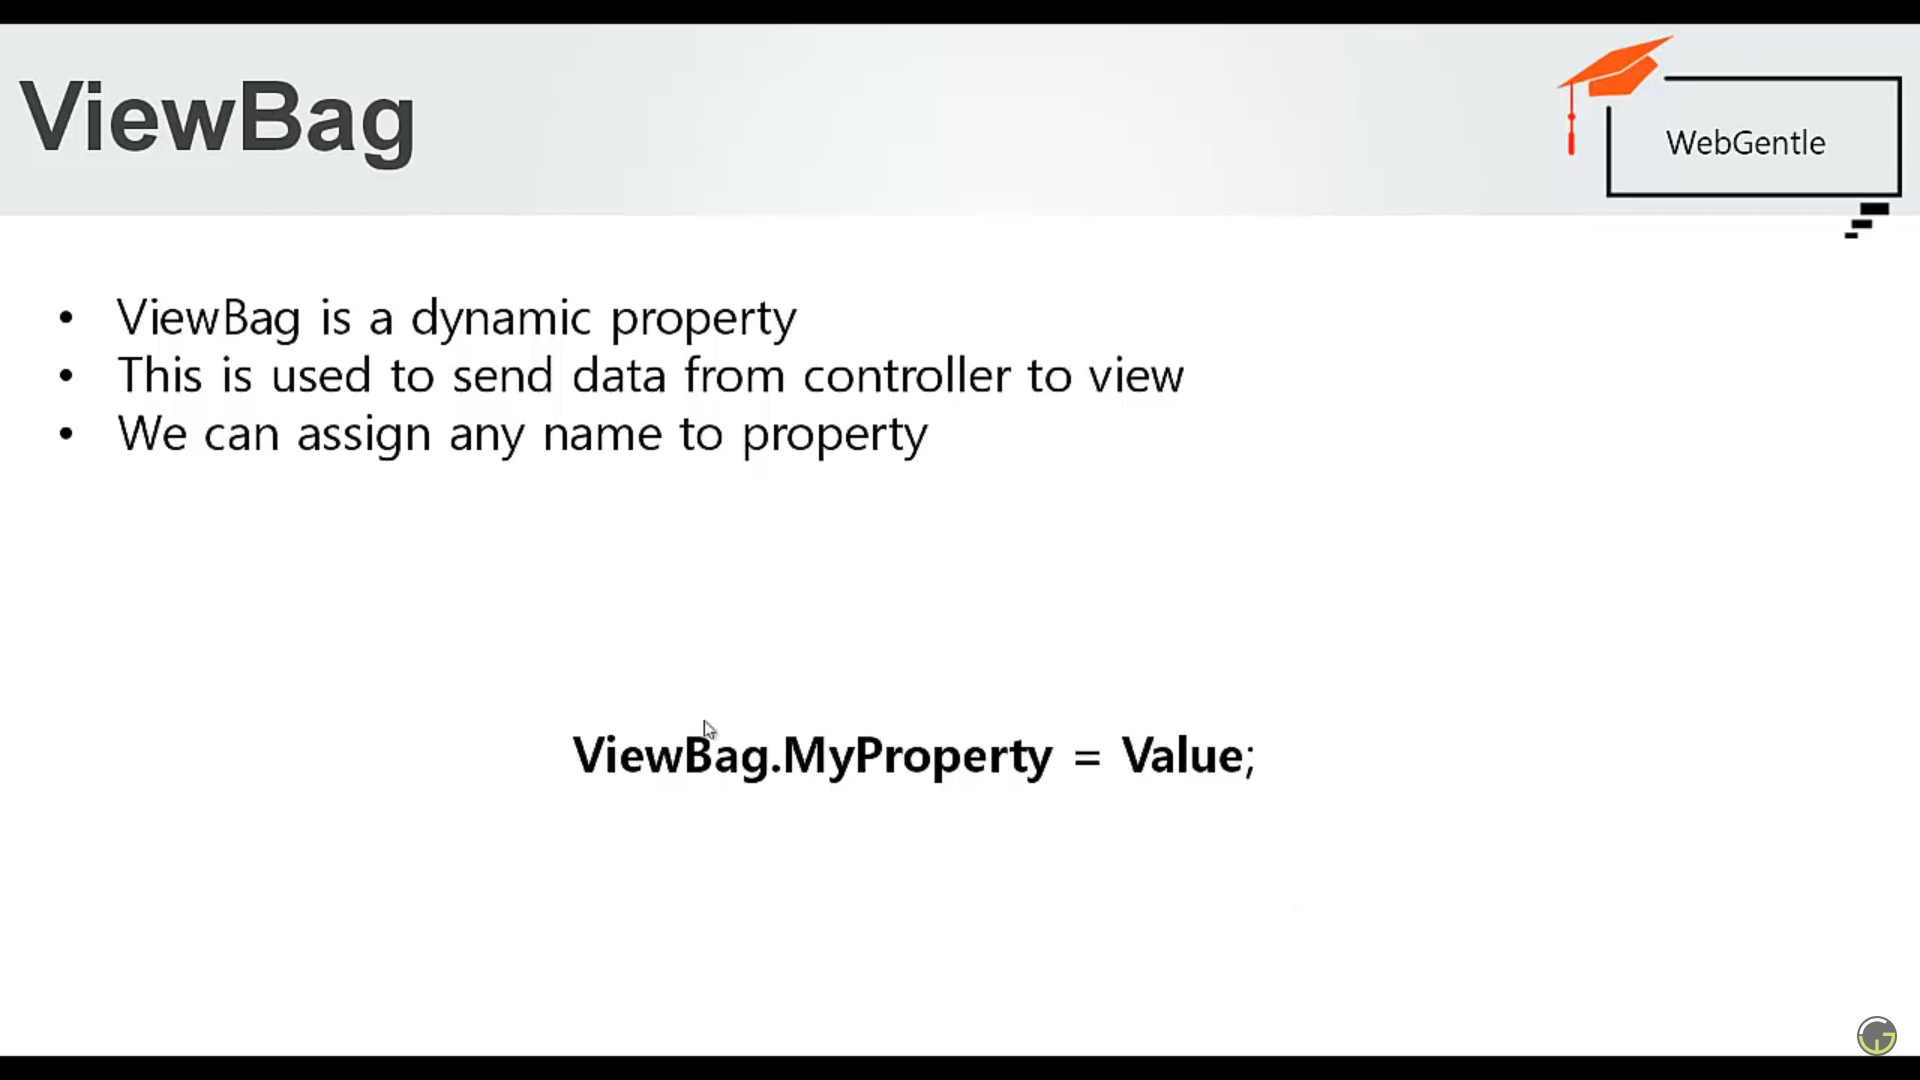 ViewBag
WebGentle
• ViewBag is a dynamic property
• This is used to send data from controller to view
• We can assign any name to property
ViewBag.MyProperty = Value;